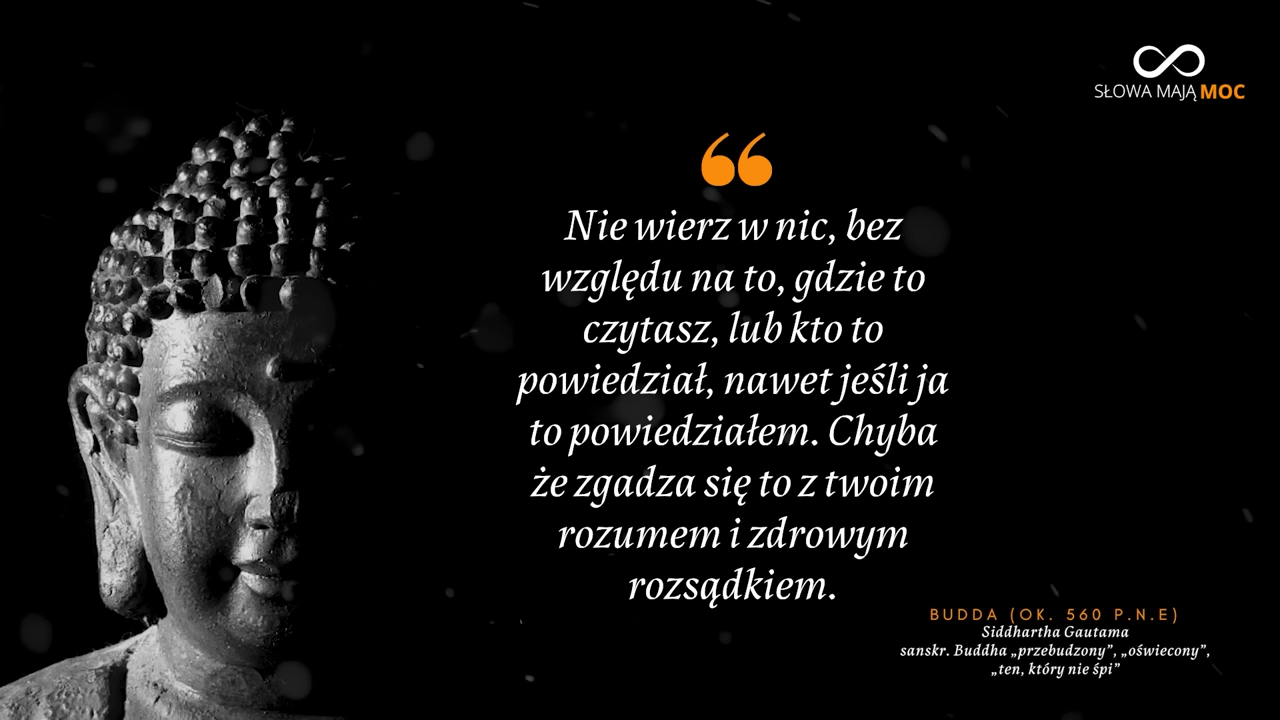 SŁOWA MAJĄ MOC
Nie wierz w nic, bez
względu na to, gdzie to
czytasz, lub kto to
powiedział, nawet jeśli ja
to powiedziałem. Chyba
że zgadza się to z twoim
rozumem i zdrowym
rozsądkiem.
BUDDA (OK. 560 P.N.E)
Siddhartha Gautama
sanskr. Buddha „przebudzony”, „oświecony”,
„ten, który nie śpi”